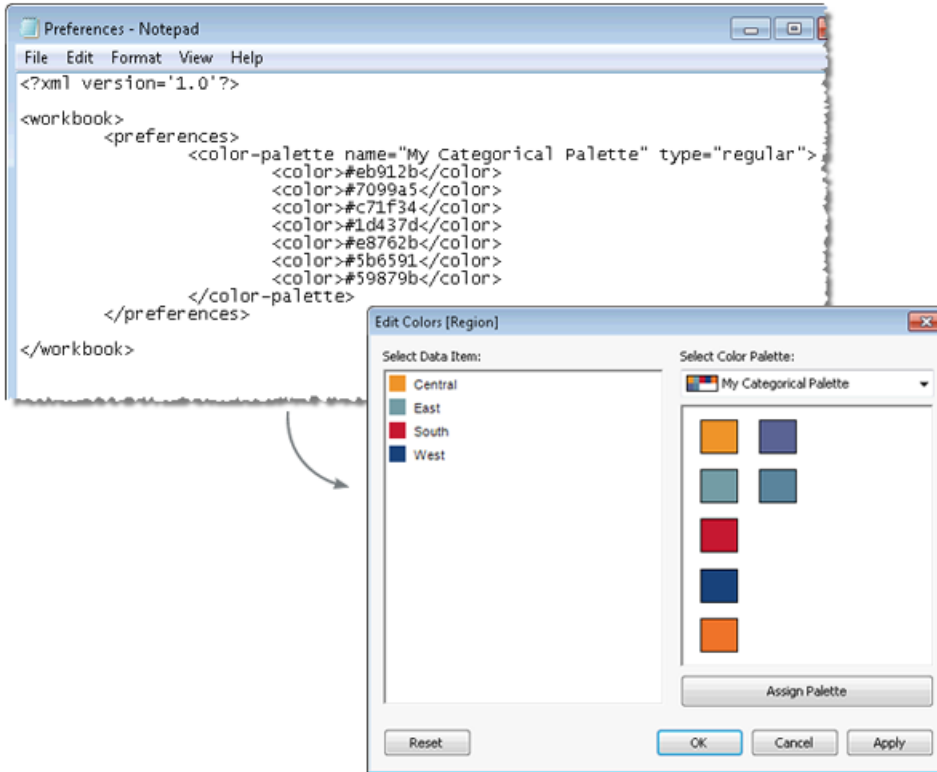 Preferences - Notepad
File Edit Format View Help
<?xml version='1.0'?>
<workbook>
<preferences>
<color-palette name="My Categorical Palette" type="regular">
<color>#eb912b</color>
<color>#7099a5</color>
<color>#c71f34</color>
<color>#1d437d</color>
<color>#e8762b</color>
<color>#5b6591</color>
<color>#59879b</color>
</color-palette>
</preferences>
</workbook>
Edit Colors [Region]
Select Data Item:
Select Color Palette:
My Categorical Palette
Central
East
South
West
Assign Palette
Reset
OK
Cancel
Apply